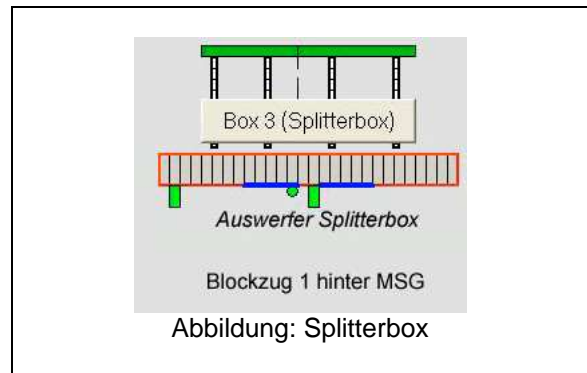 Box 3 (Splitterbox)
Auswerfer Splitterbox
Blockzug 1 hinter MSG
Abbildung: Splitterbox